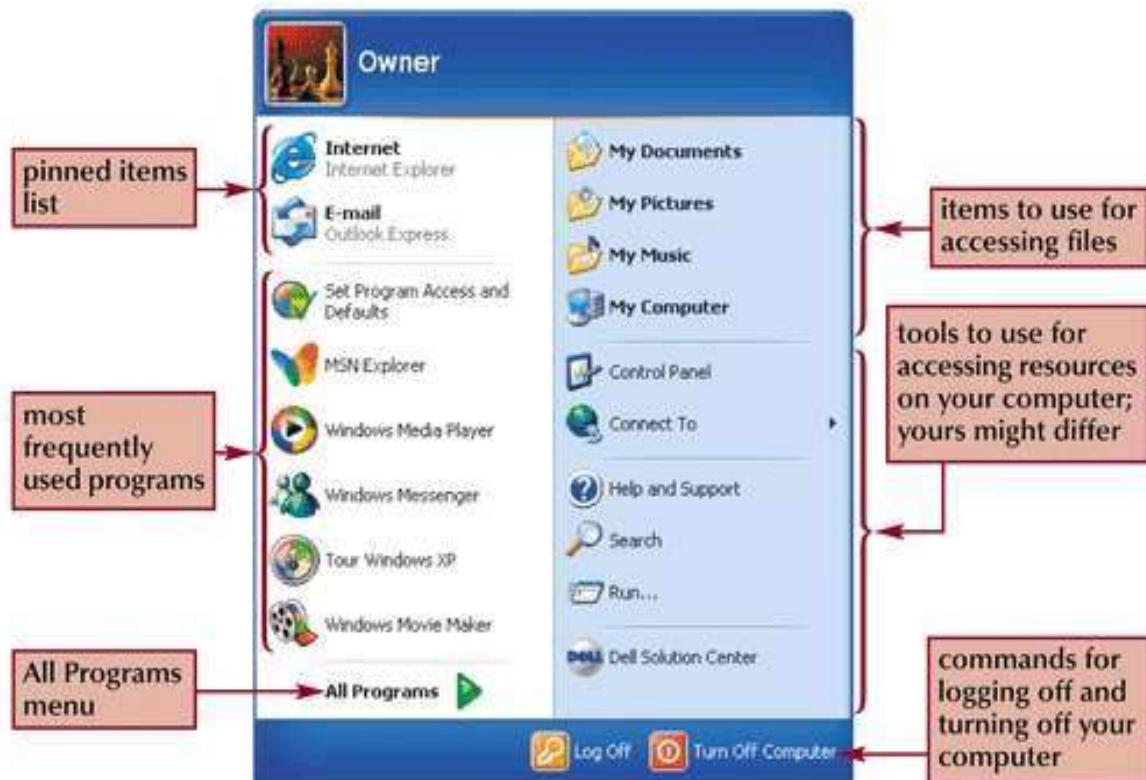 Owner
pinned items
list
Internet
Internet Explorer
E-mail
Outlook Express
most
frequently
used programs
Set Program Access and
Defaults
MSN Explorer
Windows Media Player
Windows Messenger
Tour Windows XP
Windows Movie Maker
All Programs
menu
All Programs
My Documents
My Pictures
My Music
My Computer
items to use for
accessing files
Control Panel
Connect To
Help and Support
Search
Run...
DELL Dell Solution Center
tools to use for
accessing resources
on your computer;
yours might differ
Log Off
Turn Off Computer
commands for
logging off and
turning off your
computer